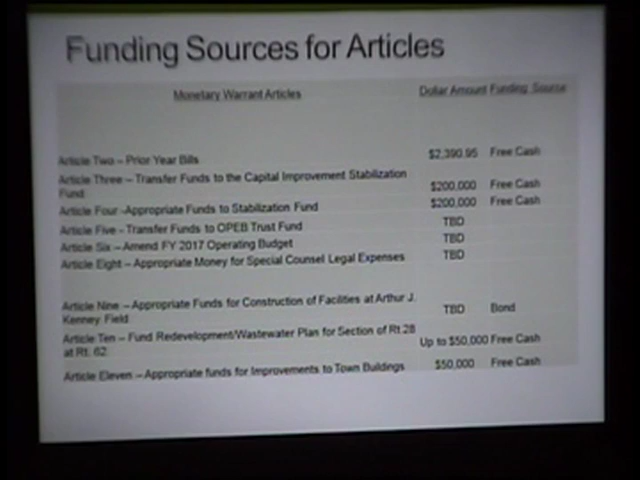 Funding Sources for Articles
Monetary Warrant Articles Dollar Amount Funding Source
Article Two – Prior Year Bills $2,390.95 Free Cash
Article Three – Transfer Funds to the Capital Improvement Stabilization
Fund $200,000 Free Cash
Article Four -Appropriate Funds to Stabilization Fund $200,000 Free Cash
Article Five - Transfer Funds to OPEB Trust Fund TBD
Article Six – Amend FY 2017 Operating Budget TBD
Article Eight – Appropriate Money for Special Counsel Legal Expenses TBD
Article Nine – Appropriate Funds for Construction of Facilities at Arthur J.
Kenney Field TBD Bond
Article Ten – Fund Redevelopment/Wastewater Plan for Section of Rt.28
at Rt. 62 Up to $50,000 Free Cash
Article Eleven – Appropriate funds for Improvements to Town Buildings $50,000 Free Cash